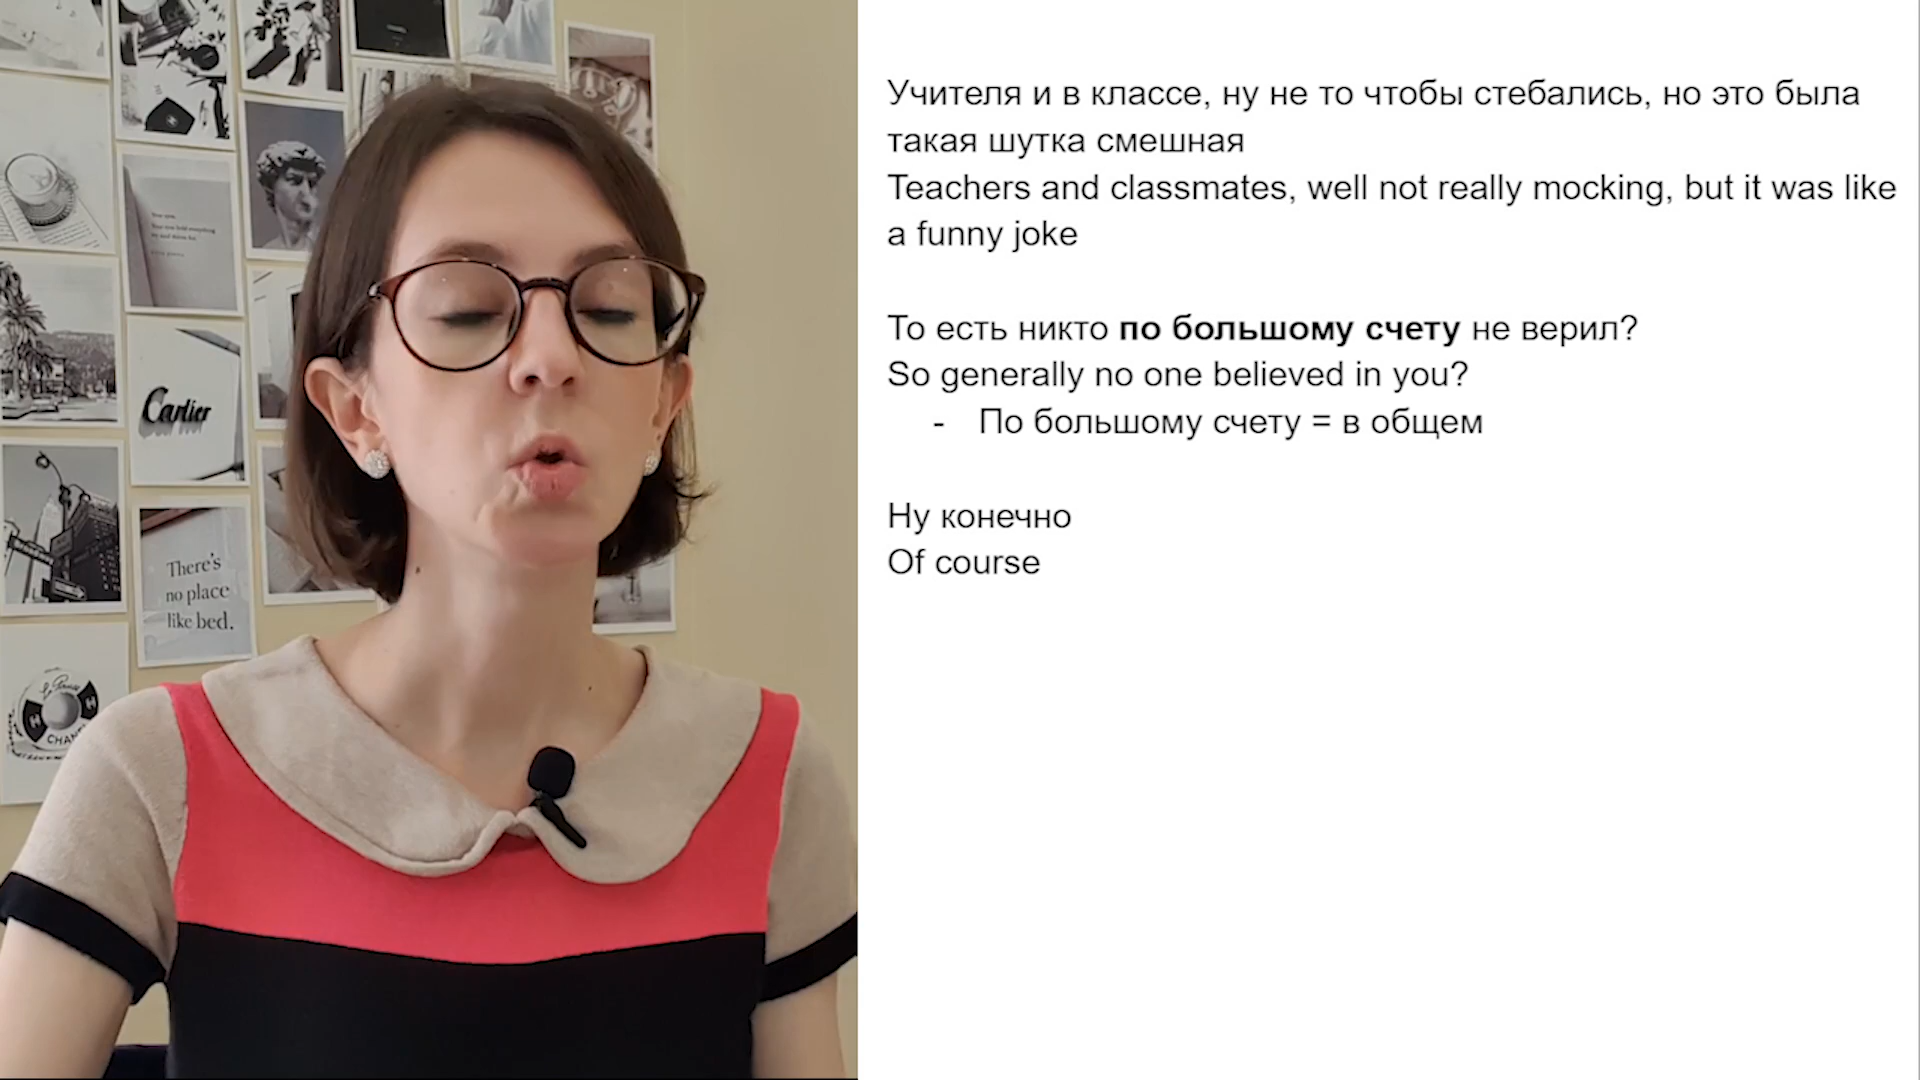 Учителя и в классе, ну не то чтобы стебались, но это была
такая шутка смешная
Teachers and classmates, well not really mocking, but it was like
a funny joke
То есть никто по большому счету не верил?
So generally no one believed in you?
- По большому счету = в общем
Ну конечно
Of course
Cartier
There's
no place
like bed.
CHANEL